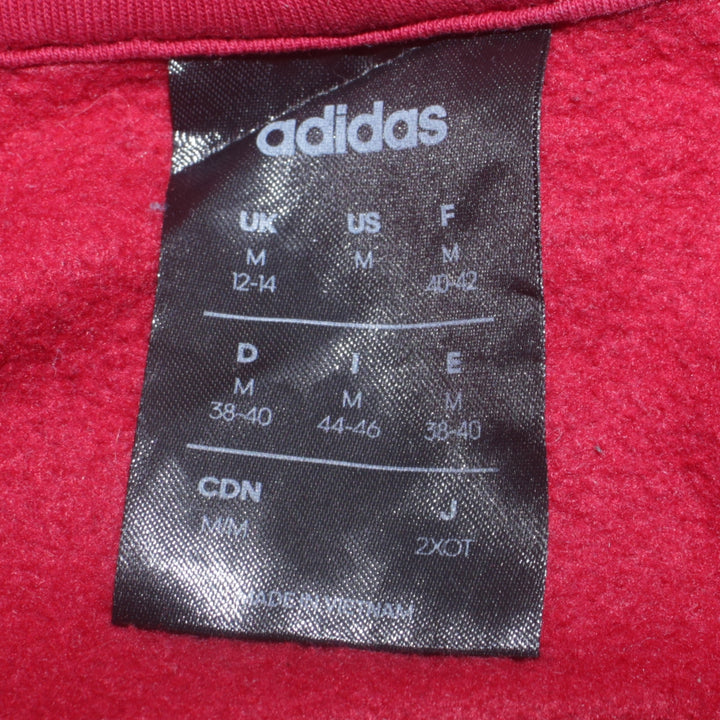 adidas
UK US F
M M M
12-14 40-42
D I E
M M M
38-40 44-46 38-40
CDN J
M/M 2XOT
MADE IN VIETNAM